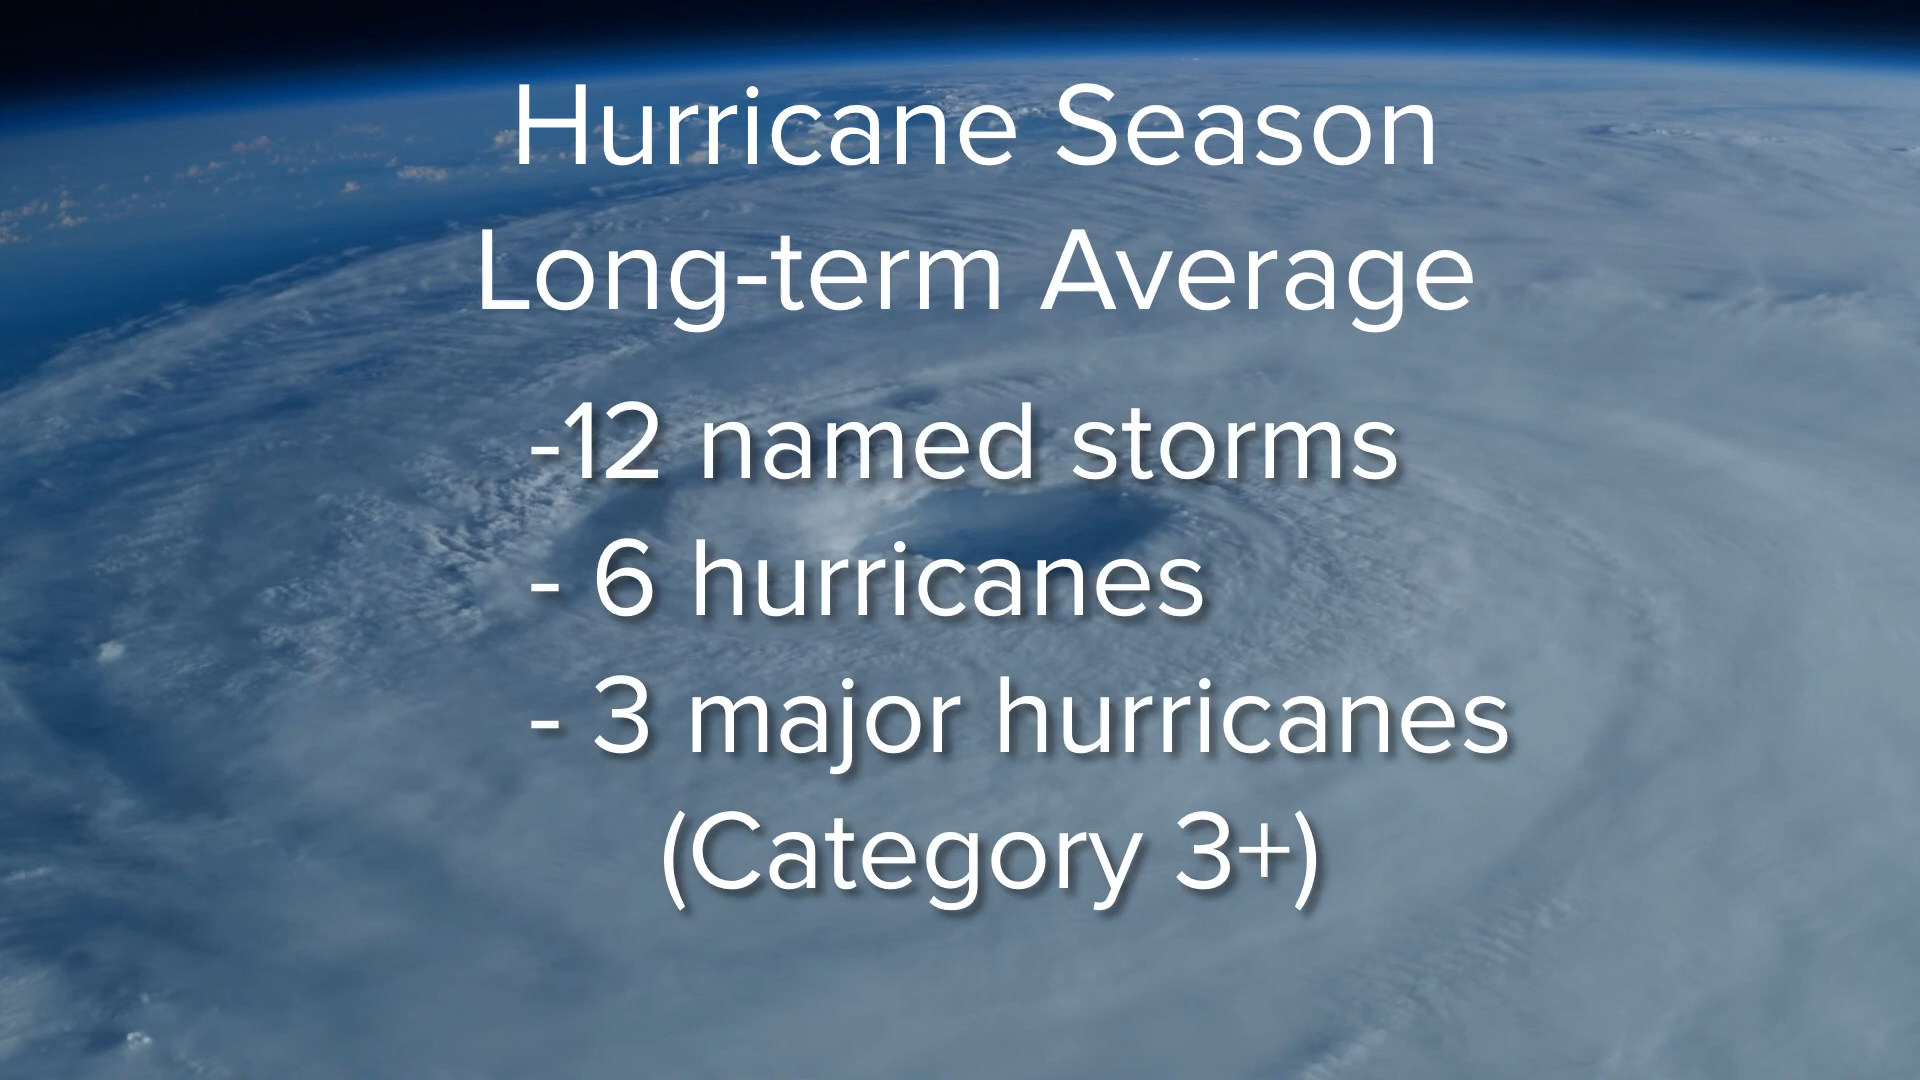 Hurricane Season
Long-term Average
-12 named storms
- 6 hurricanes
- 3 major hurricanes
(Category 3+)